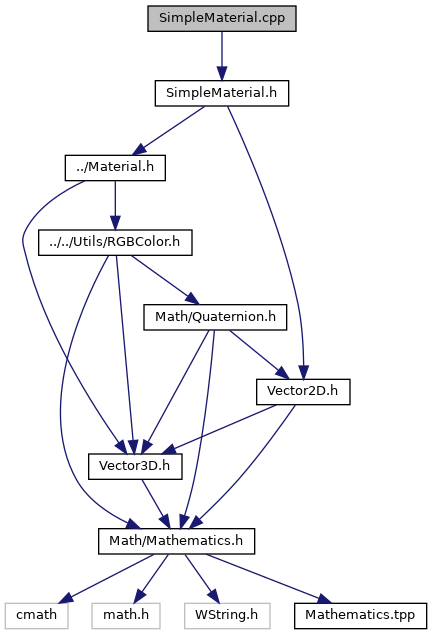 SimpleMaterial.cpp
SimpleMaterial.h
../Material.h
../../Utils/RGBColor.h
Math/Quaternion.h
Vector2D.h
Vector3D.h
Math/Mathematics.h
cmath
math.h
WString.h
Mathematics.tpp